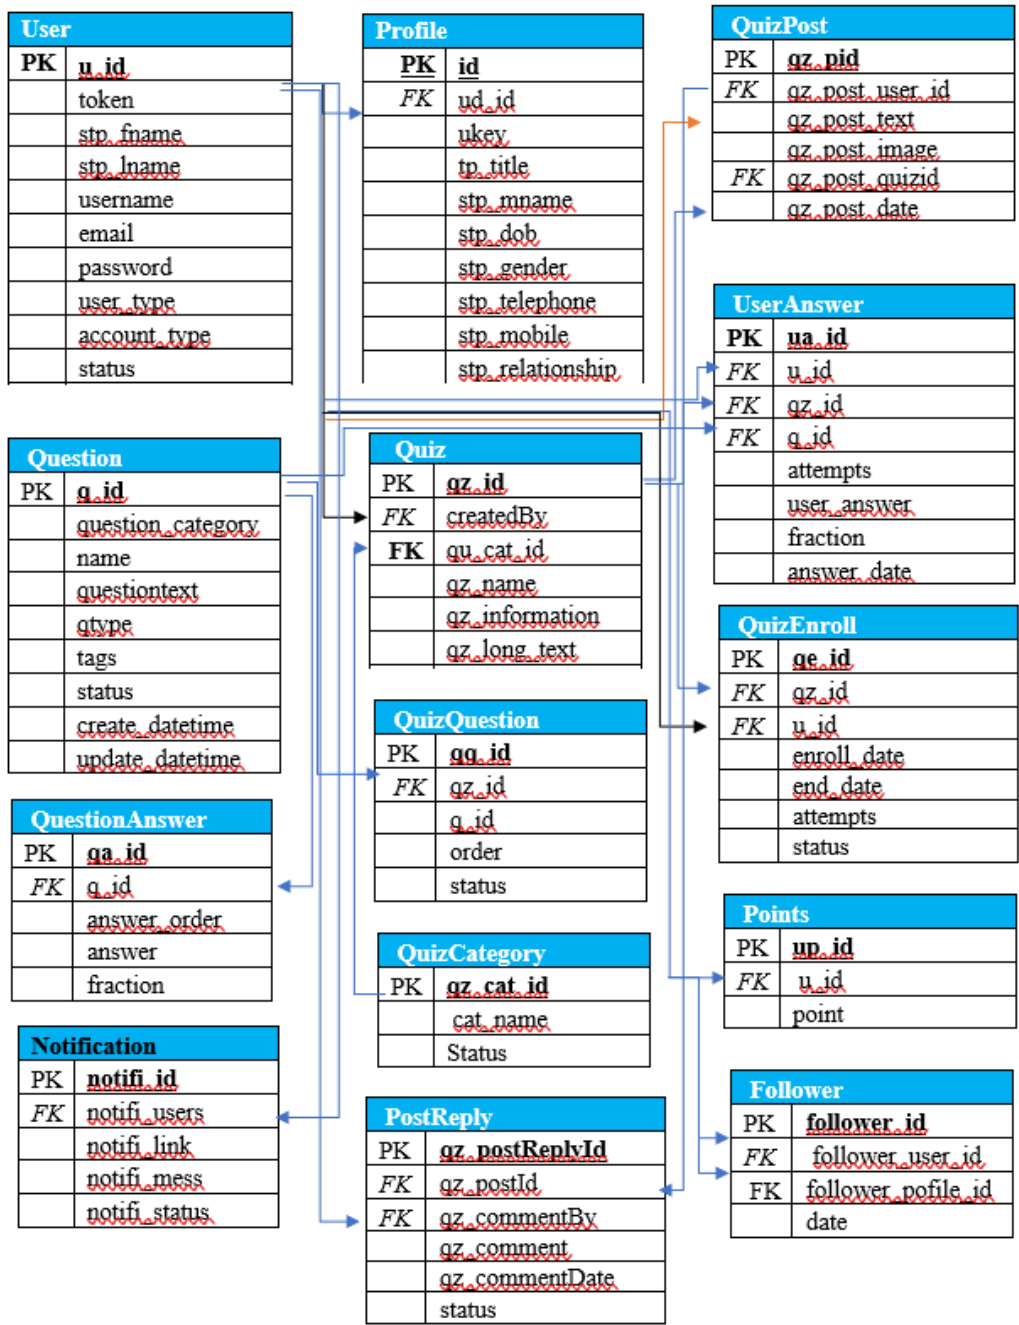 User
PK u_id
token
stp_fname
stp_lname
username
email
password
user_type
account_type
status
Profile
PK id
FK ud_id
ukey
tp_title
stp_mname
stp_dob
stp_gender
stp_telephone
stp_mobile
stp_relationship
QuizPost
PK qz_pid
FK qz_post_user_id
qz_post_text
qz_post_image
FK qz_post_quizid
qz_post_date
UserAnswer
PK ua_id
FK u_id
FK qz_id
FK q_id
attempts
user_answer
fraction
answer_date
Question
PK q_id
question_category
name
questiontext
qtype
tags
status
create_datetime
update_datetime
Quiz
PK qz_id
FK createdBy
FK qu_cat_id
qz_name
qz_information
qz_long_text
QuizEnroll
PK qe_id
FK qz_id
FK u_id
enroll_date
end_date
attempts
status
QuizQuestion
PK qq_id
FK qz_id
q_id
order
status
QuestionAnswer
PK qa_id
FK q_id
answer_order
answer
fraction
QuizCategory
PK qz_cat_id
cat_name
Status
Points
PK up_id
FK u_id
point
Notification
PK notifi_id
FK notifi_users
notifi_link
notifi_mess
notifi_status
PostReply
PK qz_postReplyId
FK qz_postId
FK qz_commentBy
qz_comment
qz_commentDate
status
Follower
PK follower_id
FK follower_user_id
FK follower_pofile_id
date